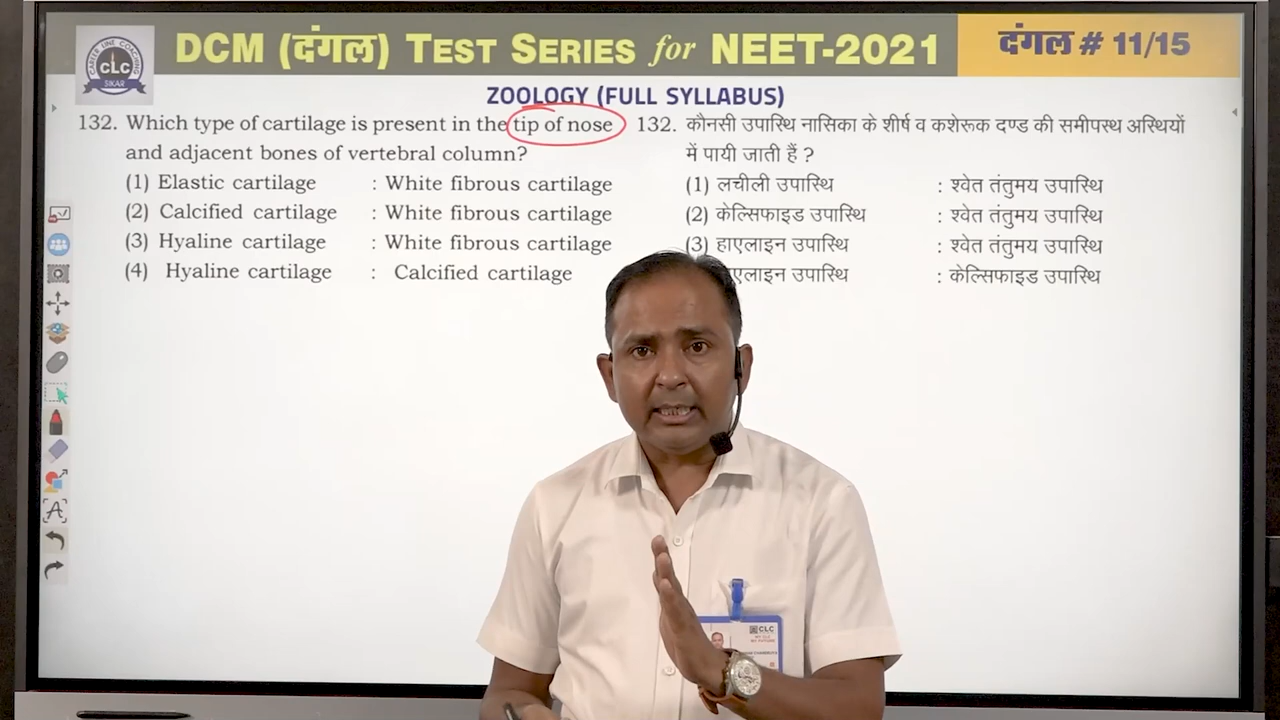 CAREER LINE COACHING
CLC
SIKAR
DCM (दंगल) TEST SERIES for NEET-2021
दंगल # 11/15
ZOOLOGY (FULL SYLLABUS)
132. Which type of cartilage is present in the tip of nose
and adjacent bones of vertebral column?
(1) Elastic cartilage : White fibrous cartilage
(2) Calcified cartilage : White fibrous cartilage
(3) Hyaline cartilage : White fibrous cartilage
(4) Hyaline cartilage : Calcified cartilage
132. कौनसी उपास्थि नासिका के शीर्ष व कशेरूक दण्ड की समीपस्थ अस्थियों
में पायी जाती हैं ?
(1) लचीली उपास्थि : श्वेत तंतुमय उपास्थि
(2) केल्सिफाइड उपास्थि : श्वेत तंतुमय उपास्थि
(3) हाएलाइन उपास्थि : श्वेत तंतुमय उपास्थि
उपास्थि : केल्सिफाइड उपास्थि
CLC